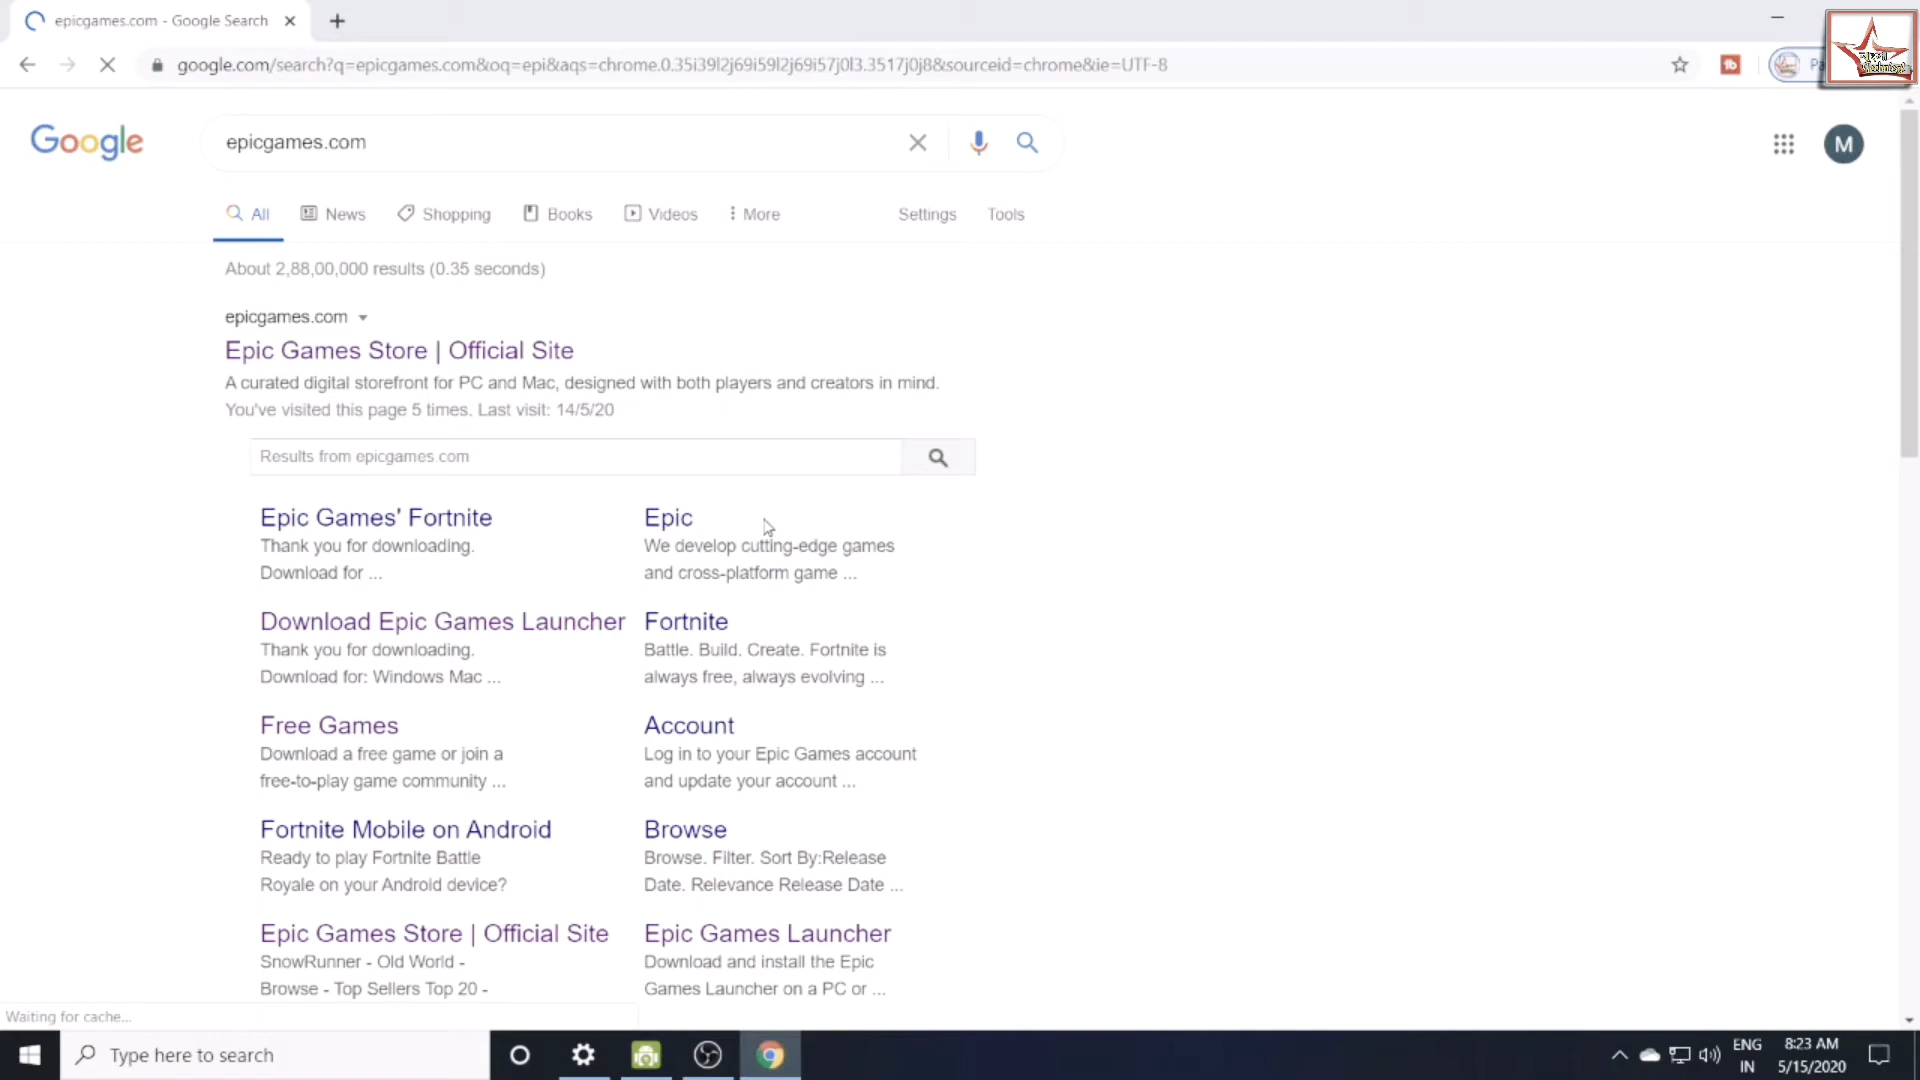 epicgames.com - Google Search
google.com/search?q=epicgames.com&oq=epi&aqs=chrome.0.35i39l2j69i59l2j69i57j0l3.3517j0j8&sourceid=chrome&ie=UTF-8
Google
epicgames.com
M
All
News
Shopping
Books
Videos
More
Settings
Tools
About 2,88,00,000 results (0.35 seconds)
epicgames.com
Epic Games Store | Official Site
A curated digital storefront for PC and Mac, designed with both players and creators in mind.
You've visited this page 5 times. Last visit: 14/5/20
Results from epicgames.com
Epic Games' Fortnite
Thank you for downloading.
Download for ...
Epic
We develop cutting-edge games
and cross-platform game ...
Download Epic Games Launcher
Thank you for downloading.
Download for: Windows Mac ...
Fortnite
Battle. Build. Create. Fortnite is
always free, always evolving ...
Free Games
Download a free game or join a
free-to-play game community ...
Account
Log in to your Epic Games account
and update your account ...
Fortnite Mobile on Android
Ready to play Fortnite Battle
Royale on your Android device?
Browse
Browse. Filter. Sort By:Release
Date. Relevance Release Date ...
Epic Games Store | Official Site
SnowRunner - Old World -
Browse - Top Sellers Top 20 -
Epic Games Launcher
Download and install the Epic
Games Launcher on a PC or ...
Waiting for cache...
Type here to search
ENG
IN
8:23 AM
5/15/2020